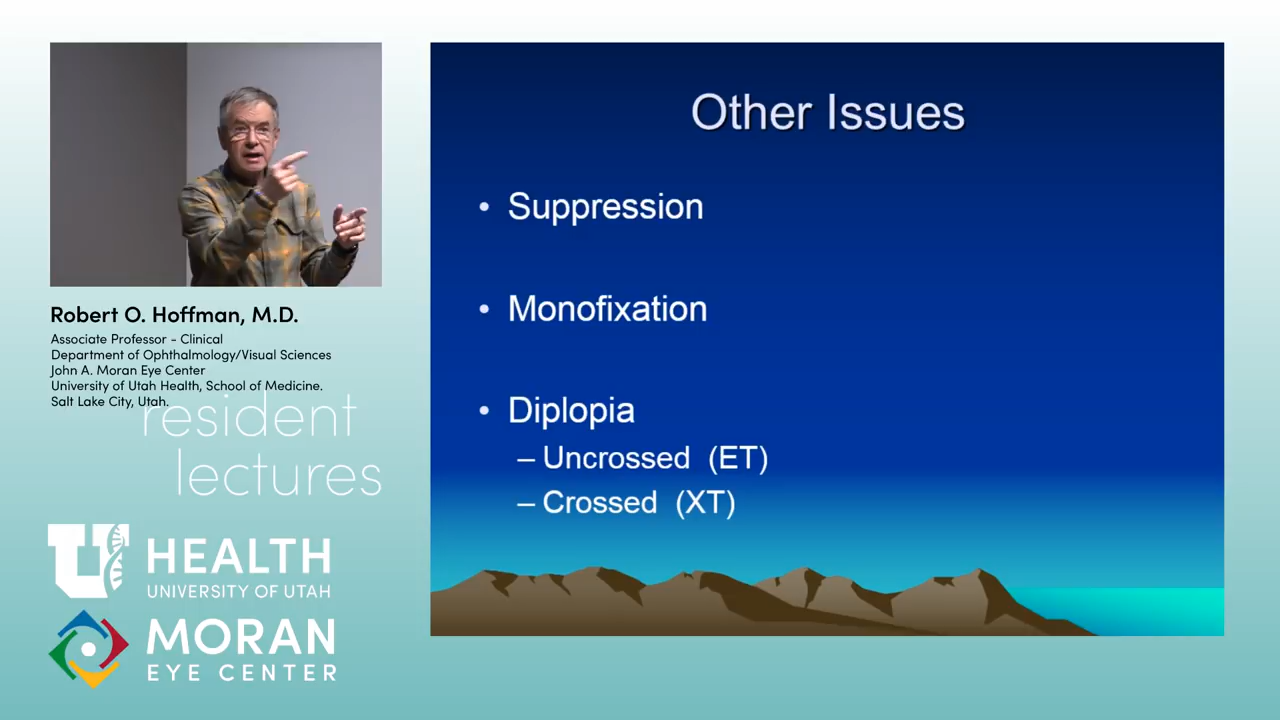 Robert O. Hoffman, M.D.
Associate Professor - Clinical
Department of Ophthalmology/Visual Sciences
John A. Moran Eye Center
University of Utah Health, School of Medicine.
Salt Lake City, Utah.
resident
lectures
U HEALTH
UNIVERSITY OF UTAH
MORAN
EYE CENTER
Other Issues
• Suppression
• Monofixation
• Diplopia
– Uncrossed (ET)
– Crossed (XT)